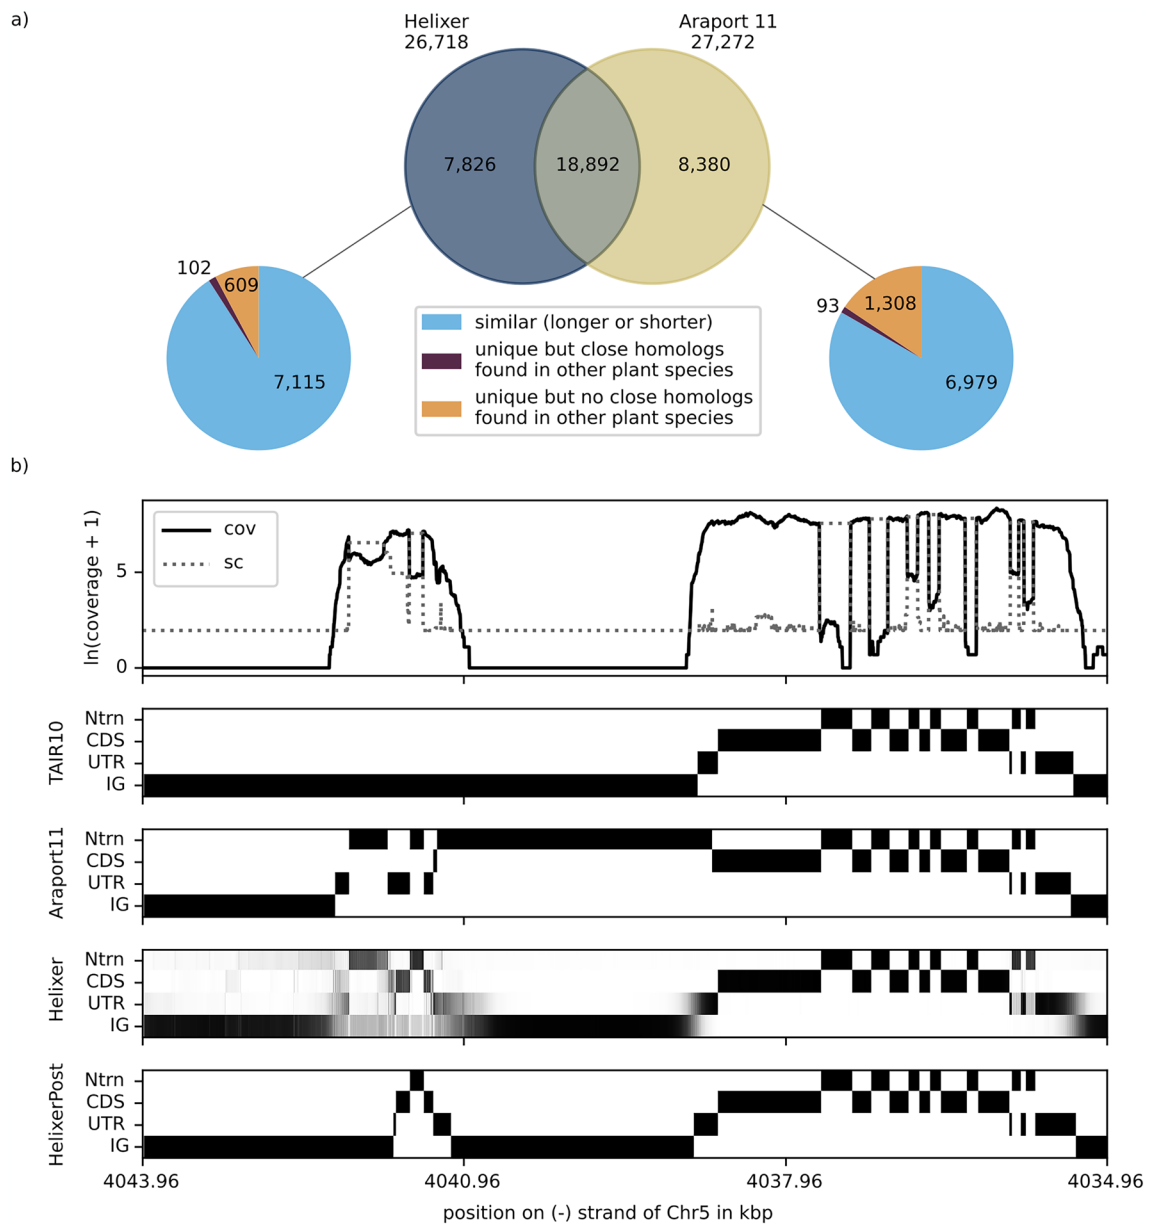 a)
Helixer
26,718
Araport 11
27,272
7,826
18,892
8,380
102
609
7,115
93
1,308
6,979
similar (longer or shorter)
unique but close homologs
found in other plant species
unique but no close homologs
found in other plant species
b)
ln(coverage + 1)
5
0
cov
sc
TAIR10
Ntrn
CDS
UTR
IG
Araport11
Ntrn
CDS
UTR
IG
Helixer
Ntrn
CDS
UTR
IG
HelixerPost
Ntrn
CDS
UTR
IG
4043.96 4040.96 4037.96 4034.96
position on (-) strand of Chr5 in kbp